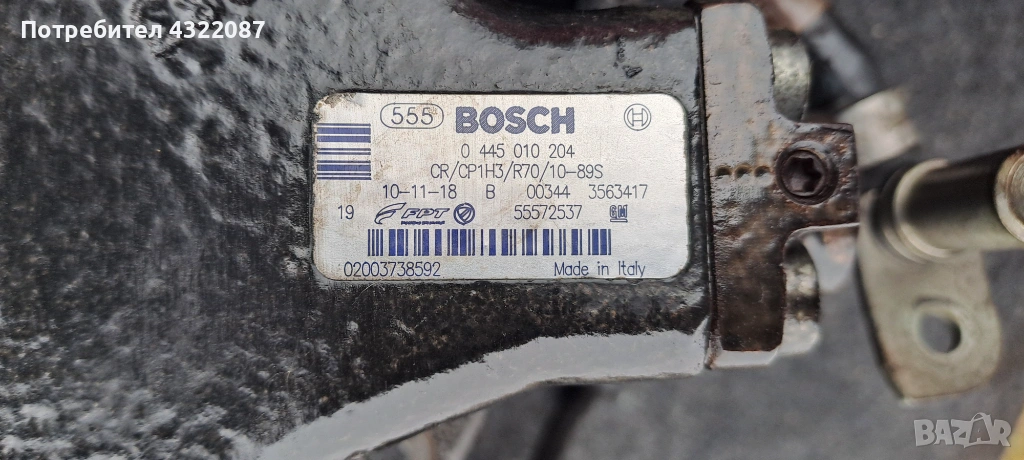 Потребител 4322087
555 BOSCH
0 445 010 204
CR/CP1H3/R70/10-89S
10-11-18 B 00344 3563417
19 FPT 55572537 GM
02003738592 Made in Italy
BAZAR